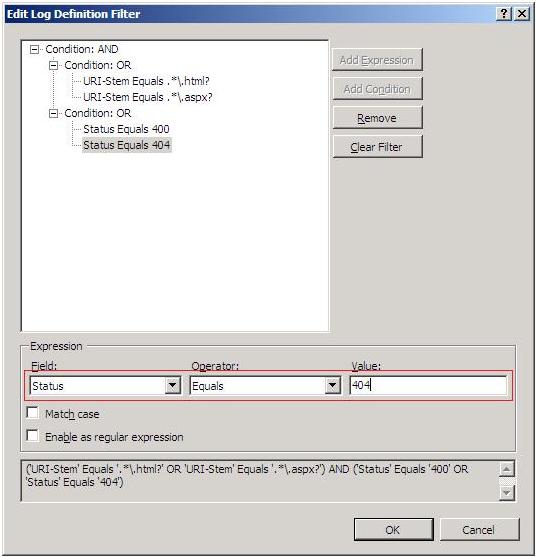 Edit Log Definition Filter
Condition: AND
Condition: OR
URI-Stem Equals .*\.html?
URI-Stem Equals .*\.aspx?
Condition: OR
Status Equals 400
Status Equals 404
Add Expression
Add Condition
Remove
Clear Filter
Expression
Field: Operator: Value:
Status Equals 404
Match case
Enable as regular expression
('URI-Stem' Equals '.*\.html?' OR 'URI-Stem' Equals '.*\.aspx?') AND ('Status' Equals '400' OR
'Status' Equals '404')
OK Cancel